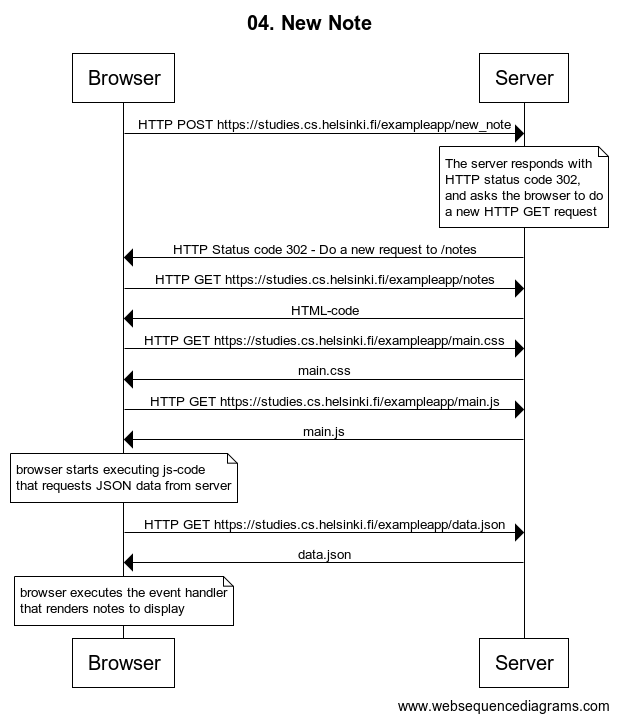 04. New Note
Browser
Server
HTTP POST https://studies.cs.helsinki.fi/exampleapp/new_note
The server responds with
HTTP status code 302,
and asks the browser to do
a new HTTP GET request
HTTP Status code 302 - Do a new request to /notes
HTTP GET https://studies.cs.helsinki.fi/exampleapp/notes
HTML-code
HTTP GET https://studies.cs.helsinki.fi/exampleapp/main.css
main.css
HTTP GET https://studies.cs.helsinki.fi/exampleapp/main.js
main.js
browser starts executing js-code
that requests JSON data from server
HTTP GET https://studies.cs.helsinki.fi/exampleapp/data.json
data.json
browser executes the event handler
that renders notes to display
Browser
Server
www.websequencediagrams.com